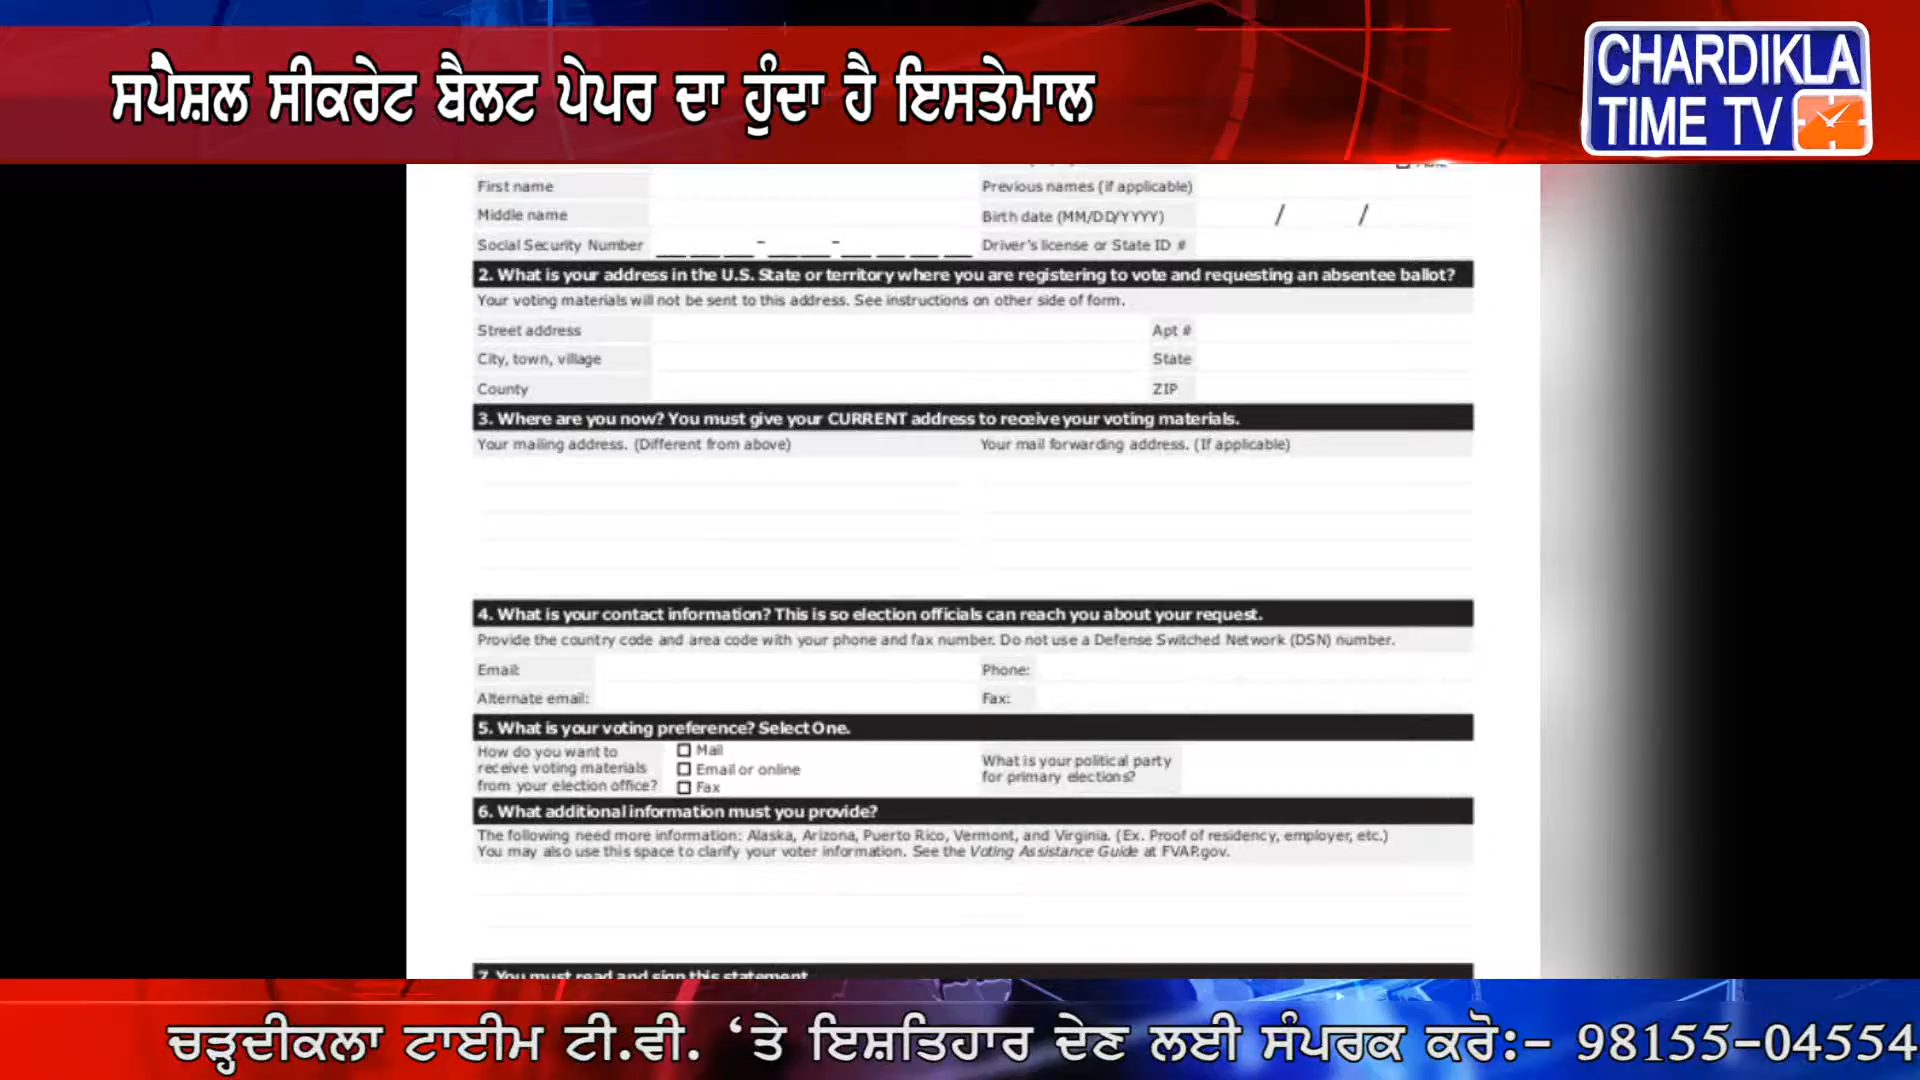 ਸਪੈਸ਼ਲ ਸੀਕਰੇਟ ਬੈਲਟ ਪੇਪਰ ਦਾ ਹੁੰਦਾ ਹੈ ਇਸਤੇਮਾਲ
CHARDIKLA
TIME TV
First name
Previous names (if applicable)
Middle name
Birth date (MM/DD/YYYY) / /
Social Security Number ___-__-____
Driver's license or State ID #
2. What is your address in the U.S. State or territory where you are registering to vote and requesting an absentee ballot?
Your voting materials will not be sent to this address. See instructions on other side of form.
Street address
Apt #
City, town, village
State
County
ZIP
3. Where are you now? You must give your CURRENT address to receive your voting materials.
Your mailing address. (Different from above)
Your mail forwarding address. (If applicable)
4. What is your contact information? This is so election officials can reach you about your request.
Provide the country code and area code with your phone and fax number. Do not use a Defense Switched Network (DSN) number.
Email:
Phone:
Alternate email:
Fax:
5. What is your voting preference? Select One.
How do you want to
receive voting materials
from your election office?
Mail
Email or online
Fax
What is your political party
for primary elections?
6. What additional information must you provide?
The following need more information: Alaska, Arizona, Puerto Rico, Vermont, and Virginia. (Ex. Proof of residency, employer, etc.)
You may also use this space to clarify your voter information. See the Voting Assistance Guide at FVAP.gov.
7. You must read and sign this statement
ਚੜ੍ਹਦੀਕਲਾ ਟਾਈਮ ਟੀ.ਵੀ. ‘ਤੇ ਇਸ਼ਤਿਹਾਰ ਦੇਣ ਲਈ ਸੰਪਰਕ ਕਰੋ:- 98155-04554